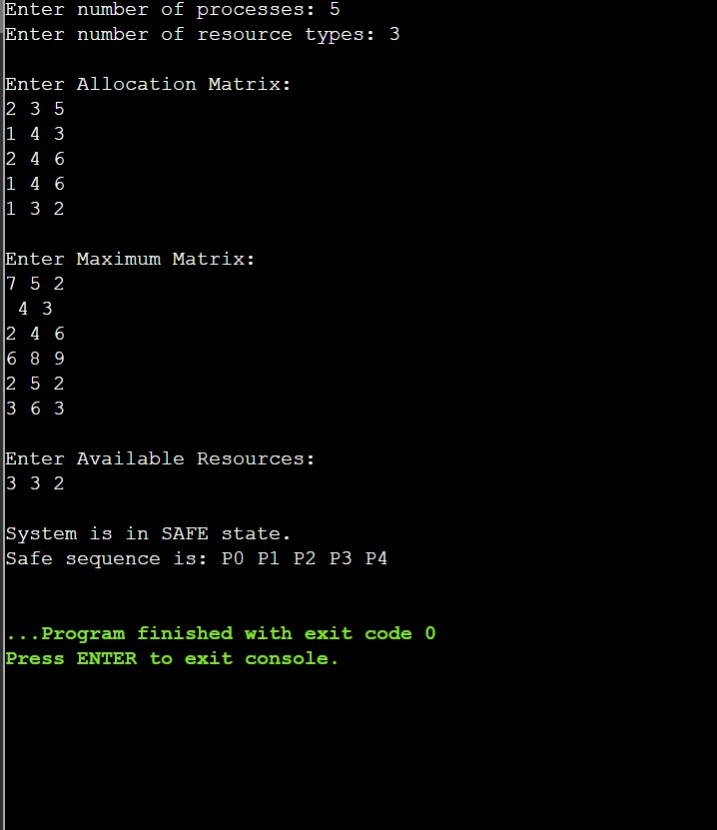 Enter number of processes: 5
Enter number of resource types: 3
Enter Allocation Matrix:
2 3 5
1 4 3
2 4 6
1 4 6
1 3 2
Enter Maximum Matrix:
7 5 2
4 3
2 4 6
6 8 9
2 5 2
3 6 3
Enter Available Resources:
3 3 2
System is in SAFE state.
Safe sequence is: P0 P1 P2 P3 P4
...Program finished with exit code 0
Press ENTER to exit console.